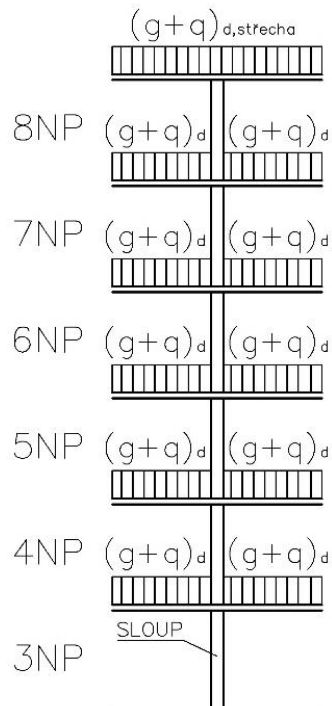 (g+q)d,střecha
8NP (g+q)d (g+q)d
7NP (g+q)d (g+q)d
6NP (g+q)d (g+q)d
5NP (g+q)d (g+q)d
4NP (g+q)d (g+q)d
SLOUP
3NP